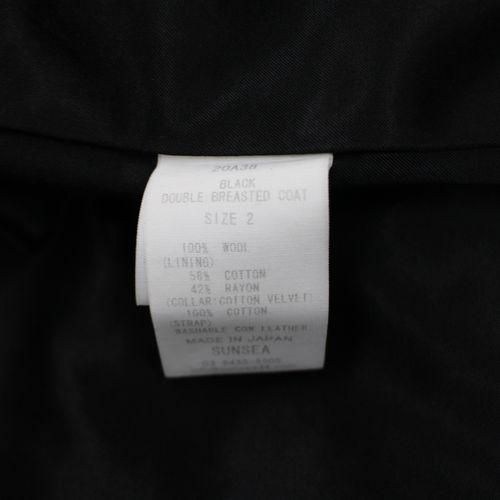 20A38
BLACK
DOUBLE BREASTED COAT
SIZE 2
100% WOOL
(LINING)
58% COTTON
42% RAYON
(COLLAR:COTTON VELVET)
100% COTTON
(STRAP)
WASHABLE COW LEATHER
MADE IN JAPAN
SUNSEA